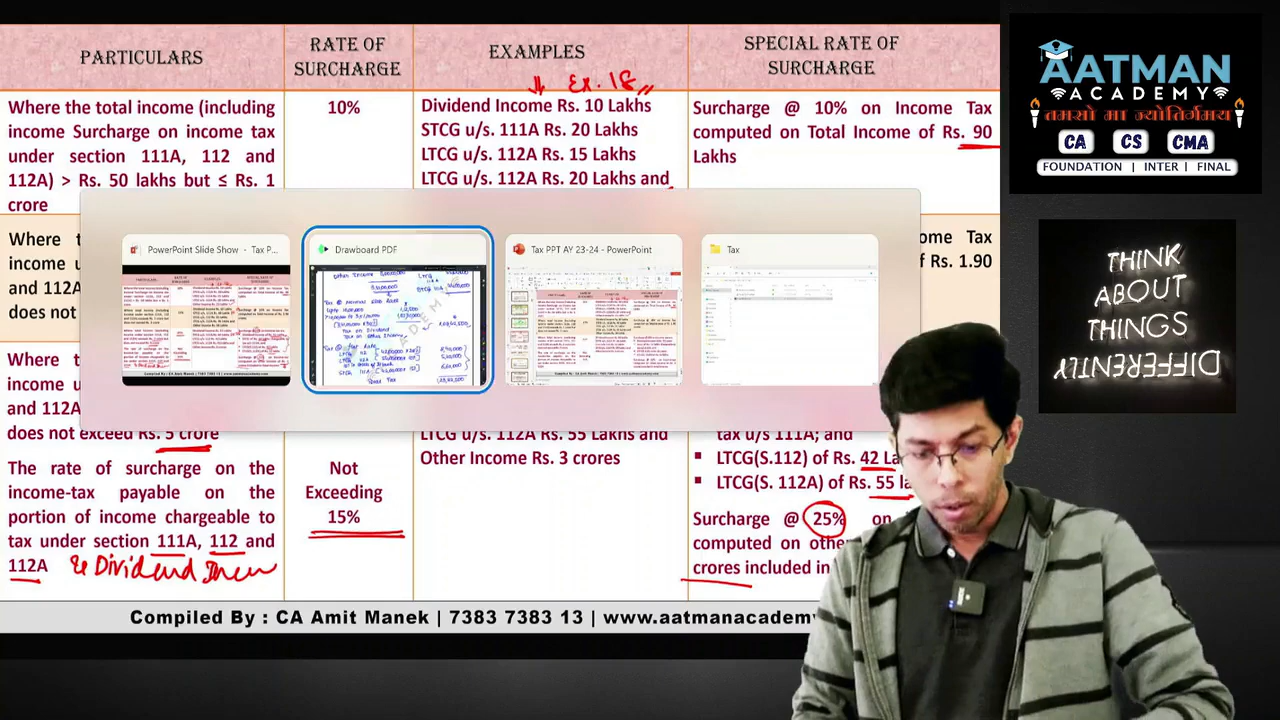 PARTICULARS
RATE OF
SURCHARGE
EXAMPLES
SPECIAL RATE OF
SURCHARGE
Ex. 18
Where the total income (including
income Surcharge on income tax
under section 111A, 112 and
112A) > Rs. 50 lakhs but ≤ Rs. 1
crore
10%
Dividend Income Rs. 10 Lakhs
STCG u/s. 111A Rs. 20 Lakhs
LTCG u/s. 112A Rs. 15 Lakhs
LTCG u/s. 112A Rs. 20 Lakhs and
Surcharge @ 10% on Income Tax
computed on Total Income of Rs. 90
Lakhs
Where
income
and 112A
does not
ome Tax
of Rs. 1.90
PowerPoint Slide Show - Tax P...
Drawboard PDF
Tax PPT AY 23-24 - PowerPoint
Tax
Where
income
and 112A
does not exceed Rs. 5 crore
LTCG u/s. 112A Rs. 55 Lakhs and
Other Income Rs. 3 crores
tax u/s 111A; and
▪ LTCG(S.112) of Rs. 42 La
▪ LTCG(S. 112A) of Rs. 55 la
Surcharge @ 25% on
computed on othe
crores included in
The rate of surcharge on the
income-tax payable on the
portion of income chargeable to
tax under section 111A, 112 and
112A & Dividend Incm
Not
Exceeding
15%
Compiled By : CA Amit Manek | 7383 7383 13 | www.aatmanacademy
AATMAN
ACADEMY
तमसो मा ज्योतिर्गमय
CA
CS
CMA
FOUNDATION | INTER | FINAL
THINK
ABOUT
THINGS
DIFFERENTLY